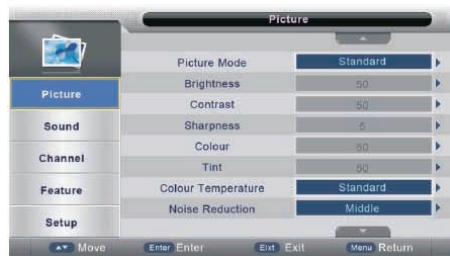 Picture
Picture
Sound
Channel
Feature
Setup
Picture Mode Standard
Brightness 50
Contrast 50
Sharpness 5
Colour 50
Tint 50
Colour Temperature Standard
Noise Reduction Middle
Move Enter Enter Exit Exit Menu Return